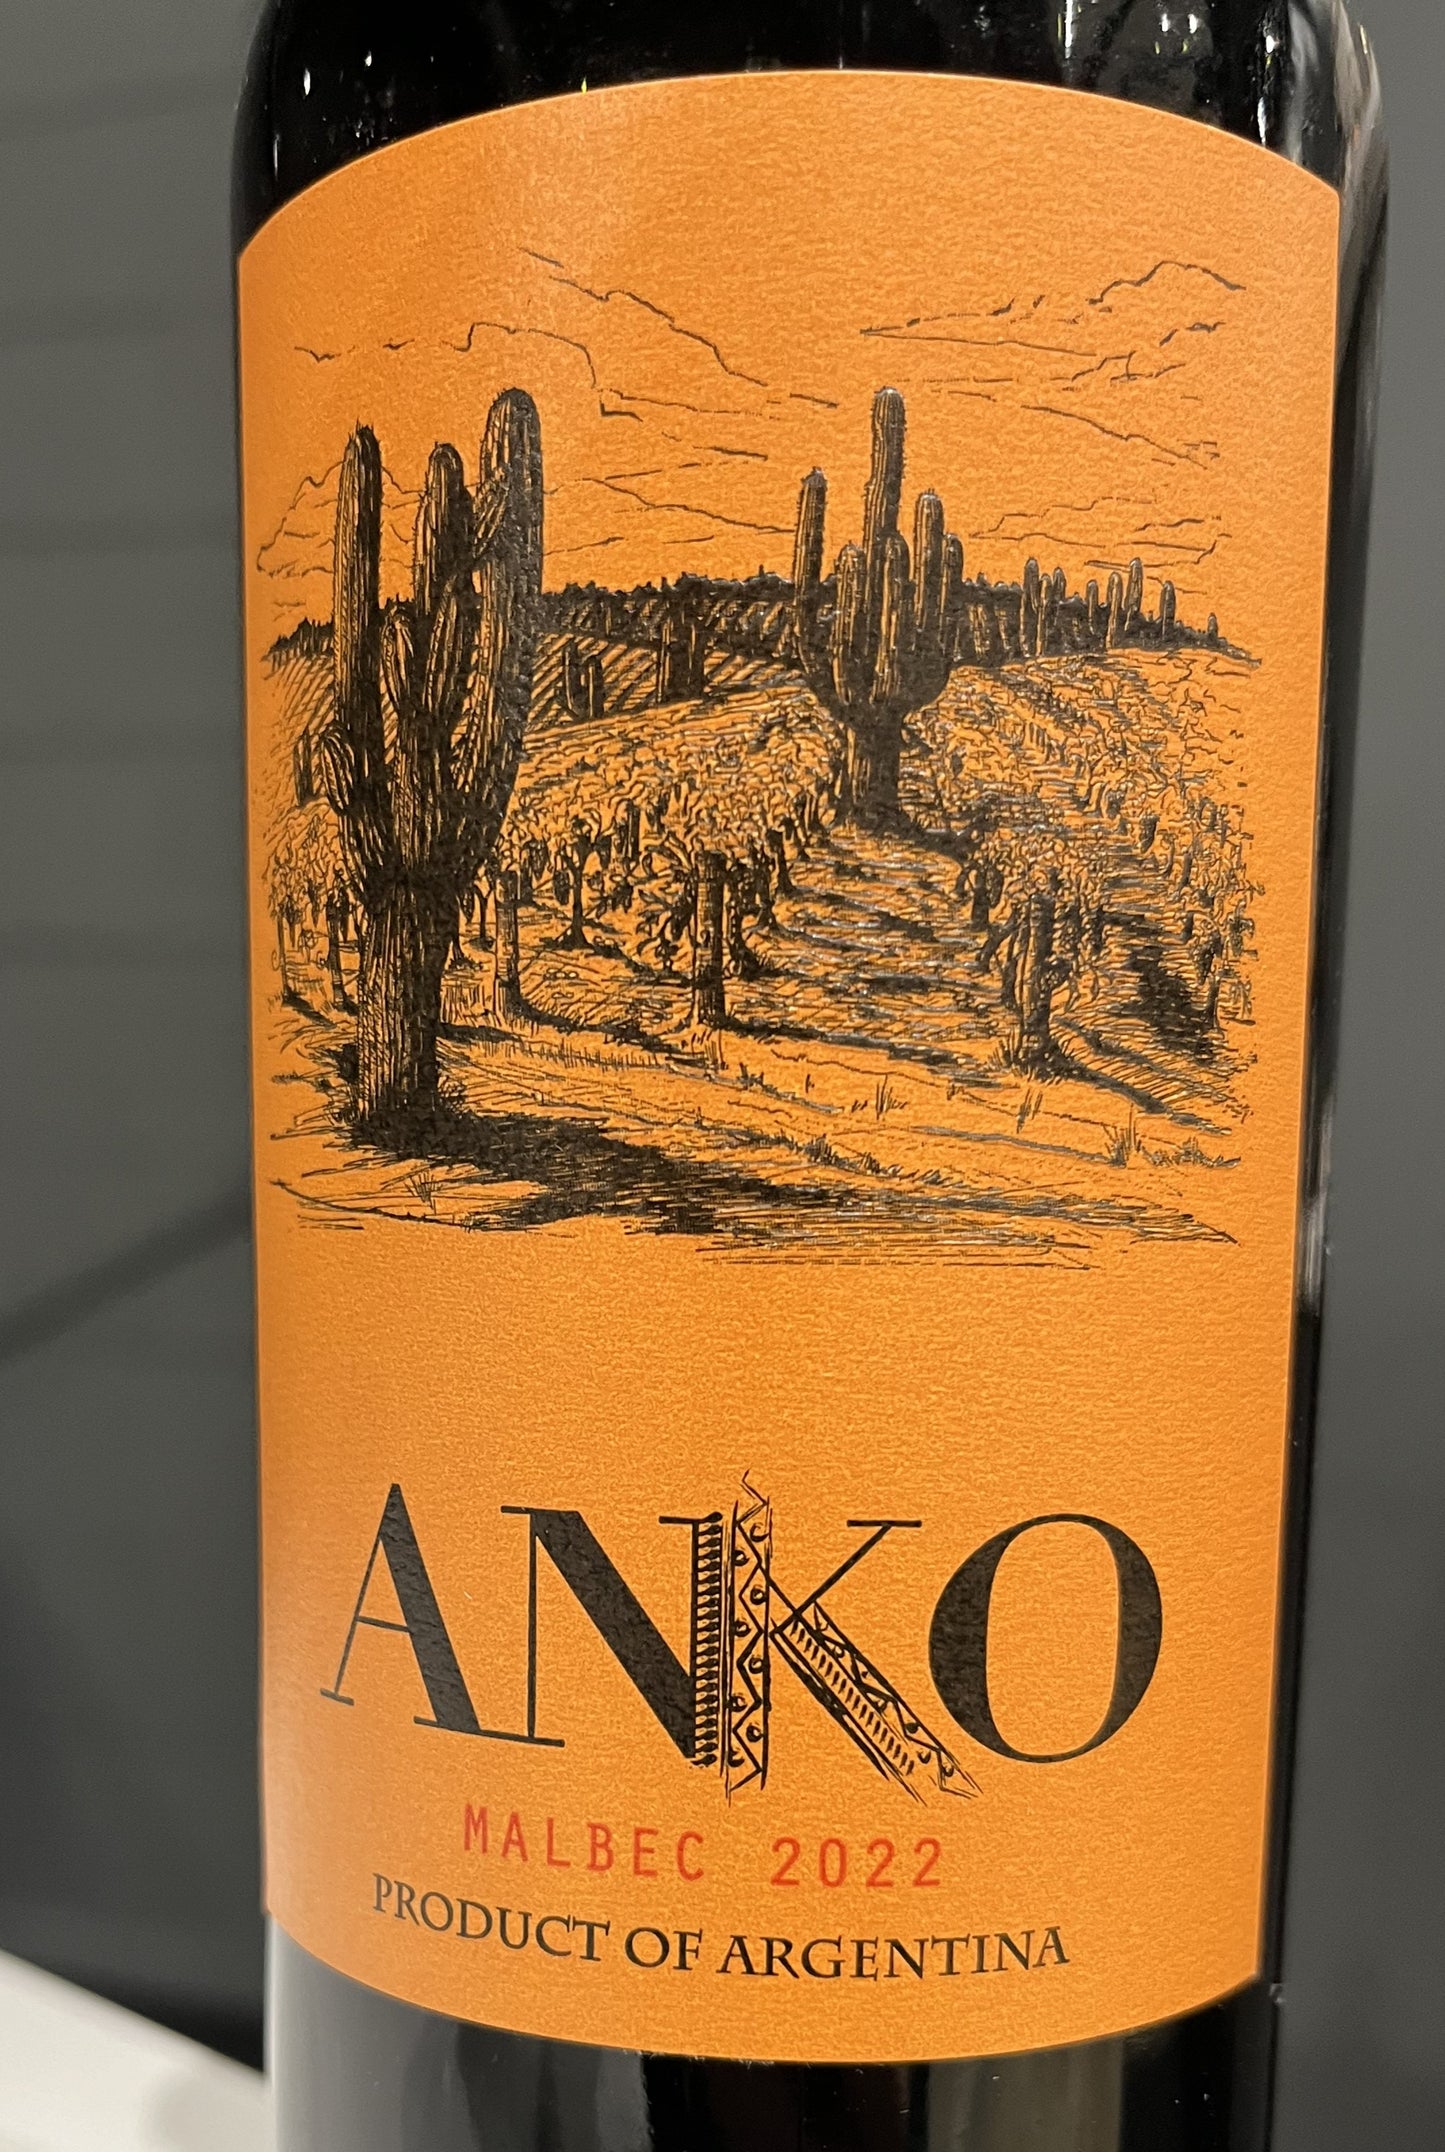 ANKO
MALBEC 2022
PRODUCT OF ARGENTINA